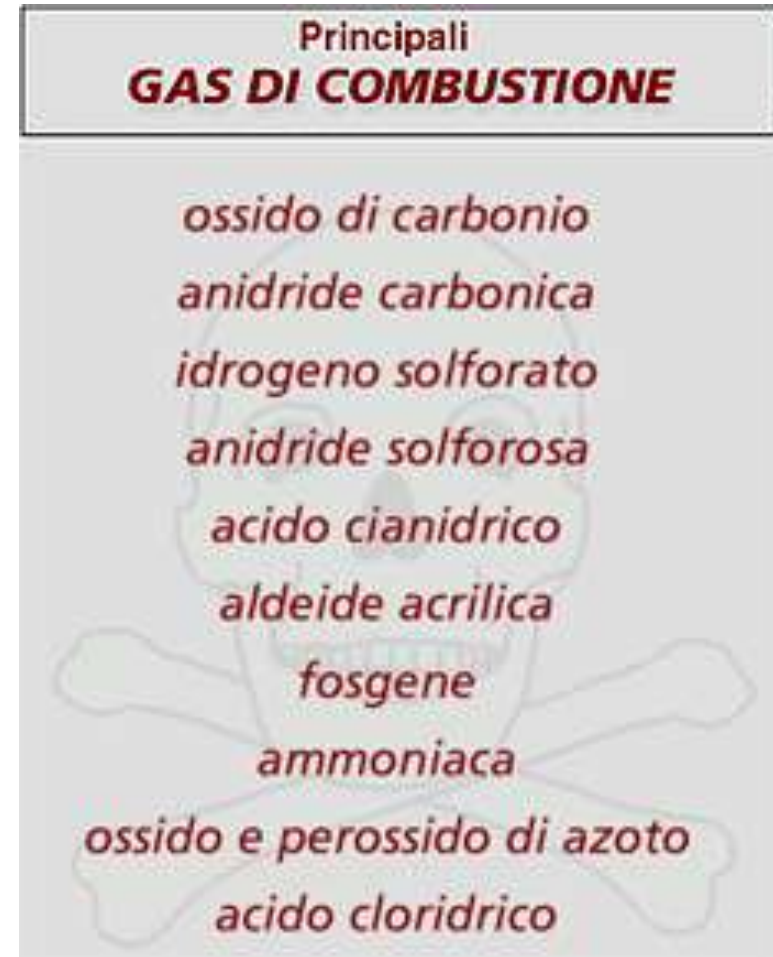 Principali
GAS DI COMBUSTIONE
ossido di carbonio
anidride carbonica
idrogeno solforato
anidride solforosa
acido cianidrico
aldeide acrilica
fosgene
ammoniaca
ossido e perossido di azoto
acido cloridrico